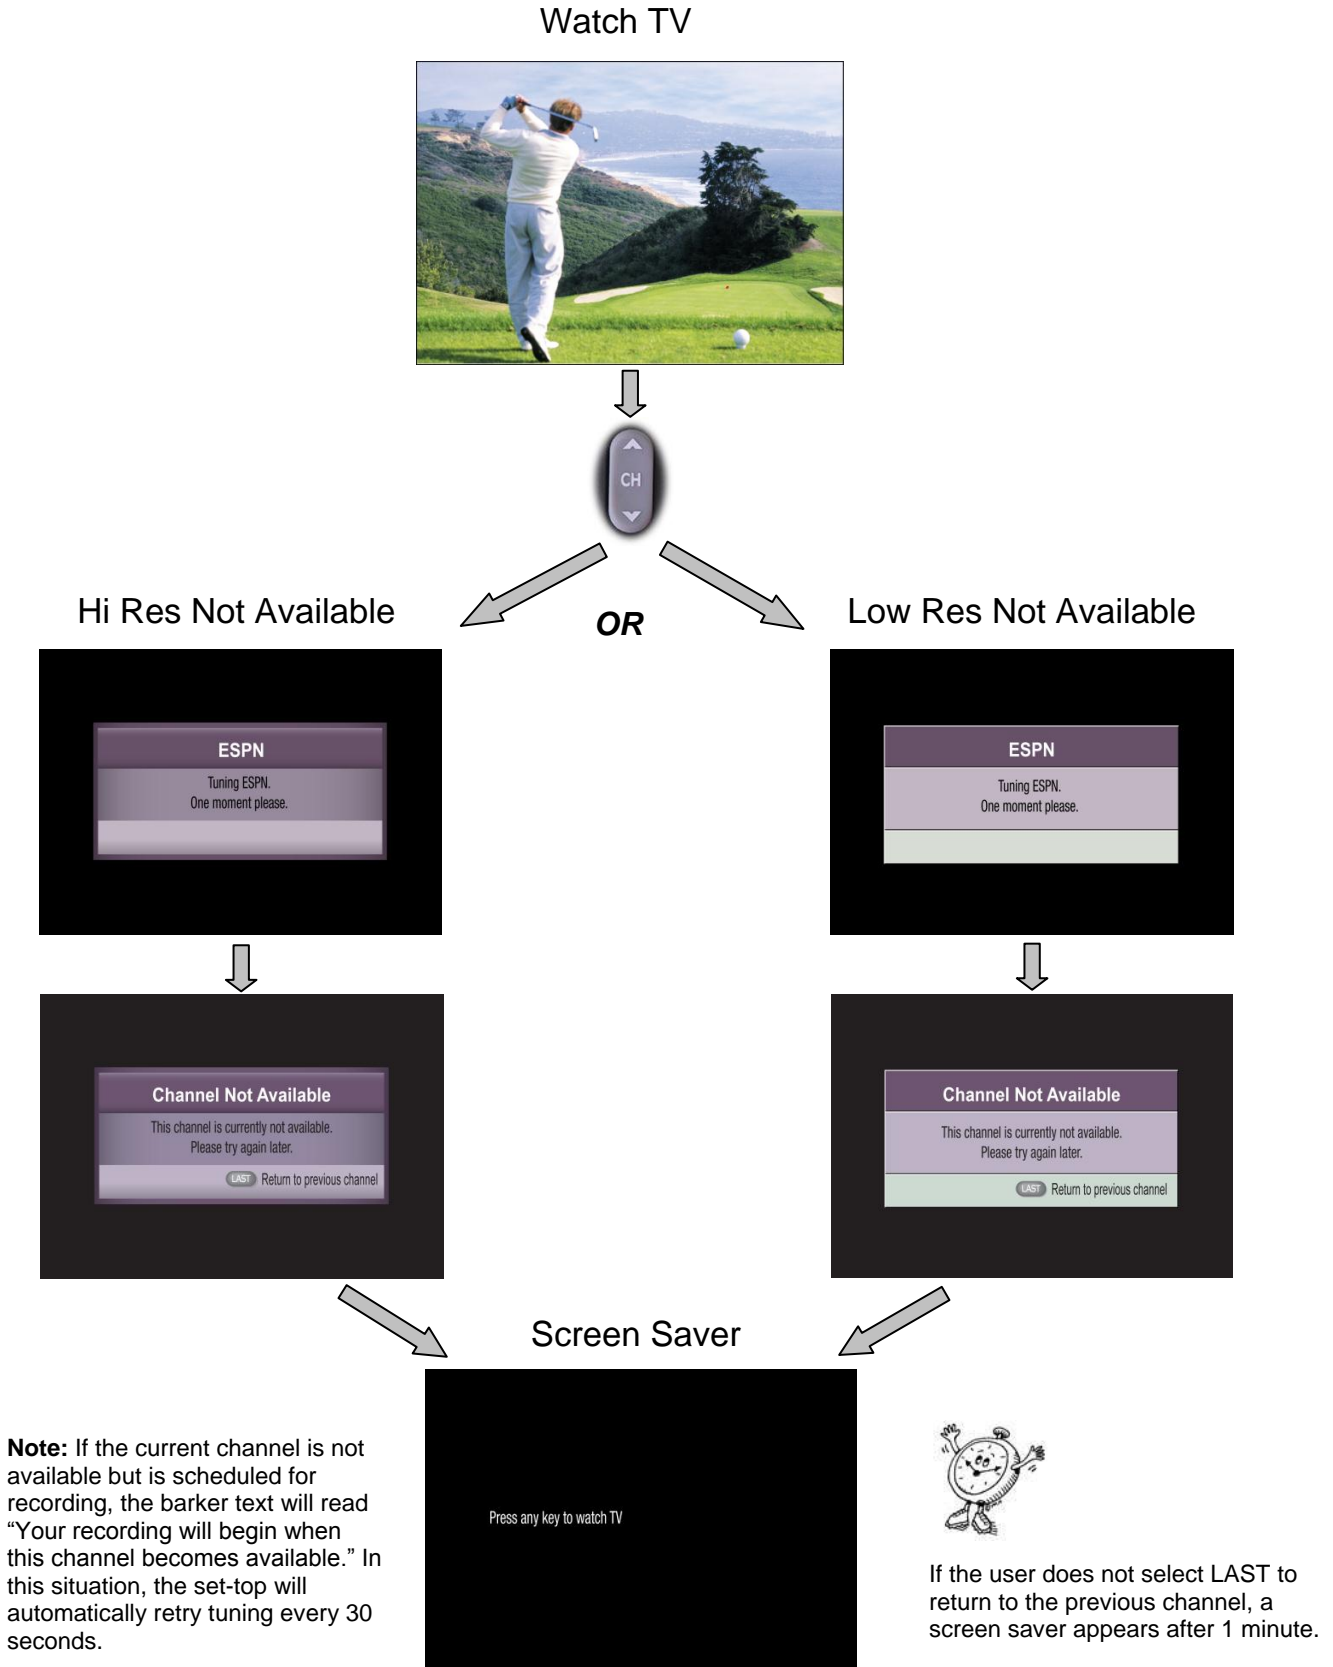 Watch TV
CH
Hi Res Not Available
OR
Low Res Not Available
ESPN
Tuning ESPN.
One moment please.
ESPN
Tuning ESPN.
One moment please.
Channel Not Available
This channel is currently not available.
Please try again later.
LAST Return to previous channel
Channel Not Available
This channel is currently not available.
Please try again later.
LAST Return to previous channel
Screen Saver
Press any key to watch TV
Note: If the current channel is not
available but is scheduled for
recording, the barker text will read
“Your recording will begin when
this channel becomes available.” In
this situation, the set-top will
automatically retry tuning every 30
seconds.
If the user does not select LAST to
return to the previous channel, a
screen saver appears after 1 minute.